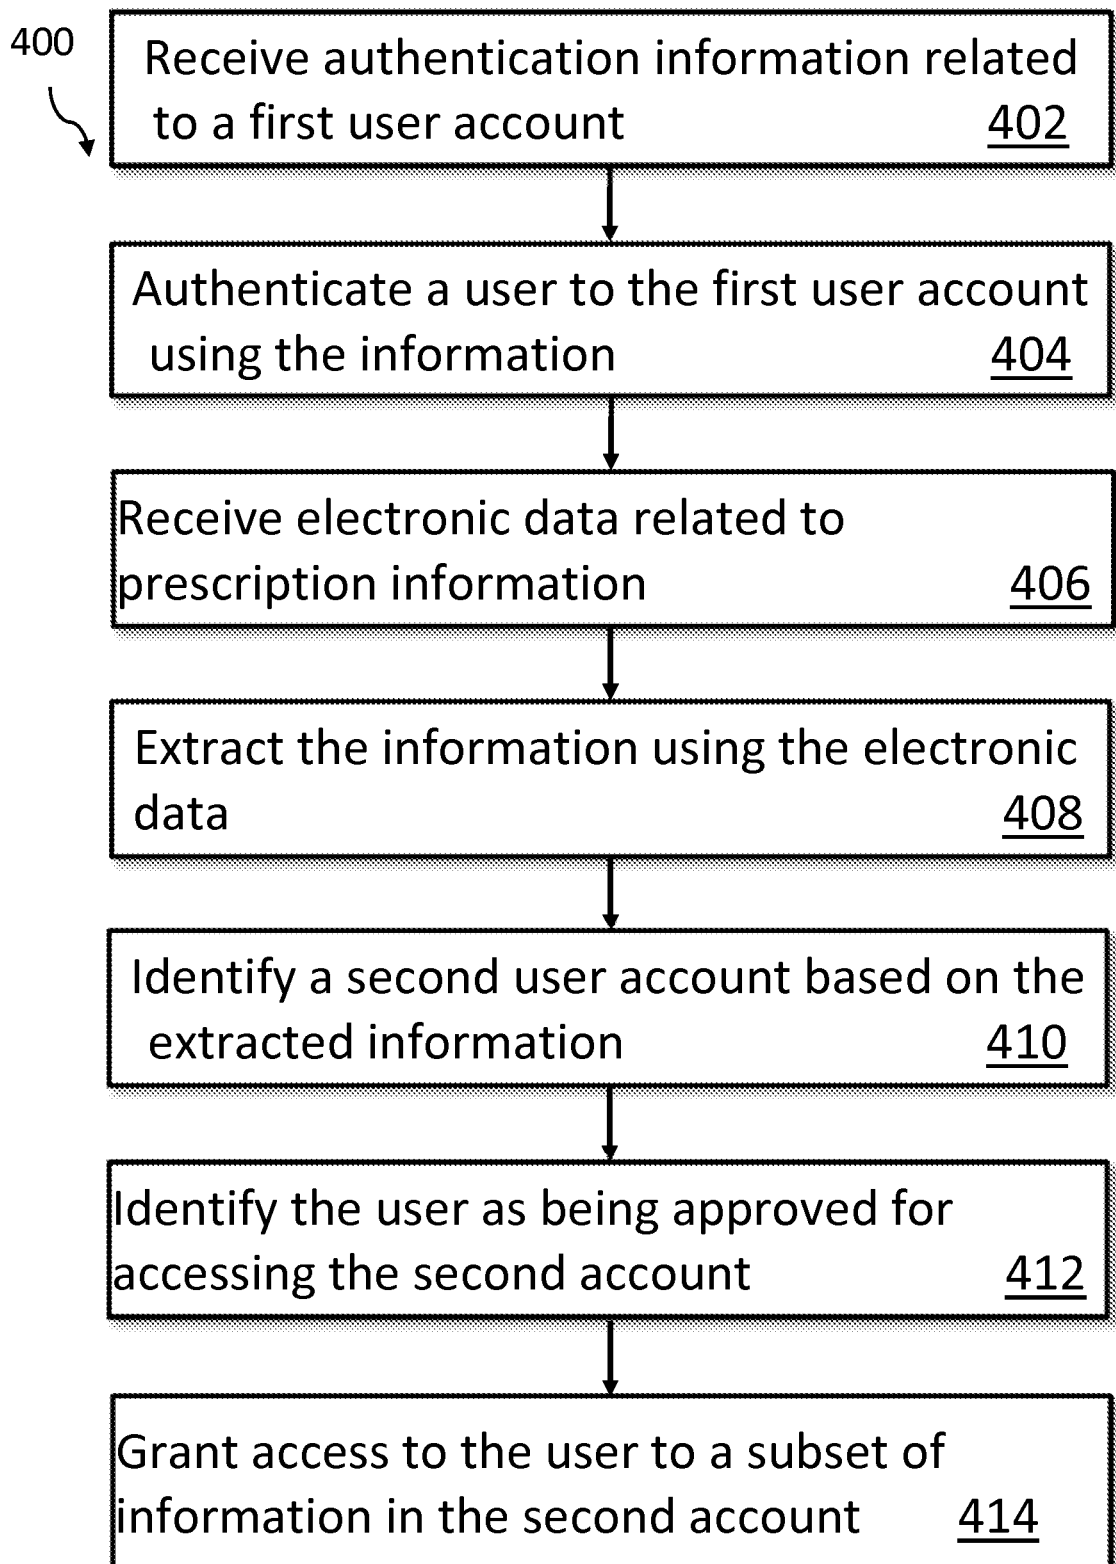 400
Receive authentication information related
to a first user account 402
Authenticate a user to the first user account
using the information 404
Receive electronic data related to
prescription information 406
Extract the information using the electronic
data 408
Identify a second user account based on the
extracted information 410
Identify the user as being approved for
accessing the second account 412
Grant access to the user to a subset of
information in the second account 414